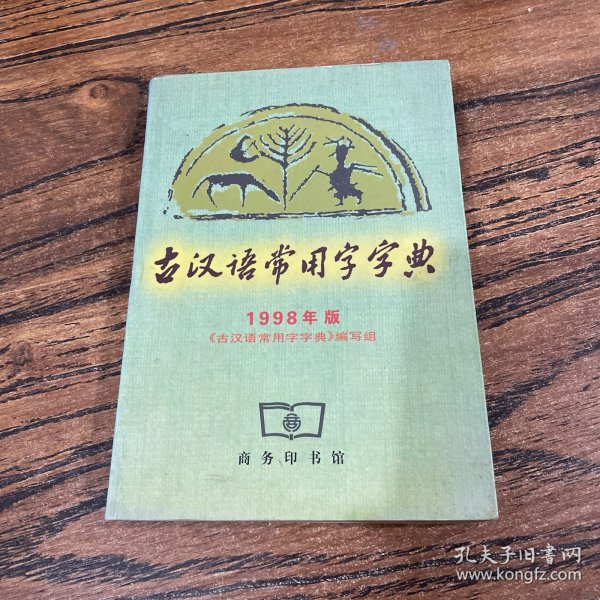 古汉语常用字字典
1998年版
《古汉语常用字字典》编写组
商务印书馆
孔夫子旧书网
www.kongfz.com